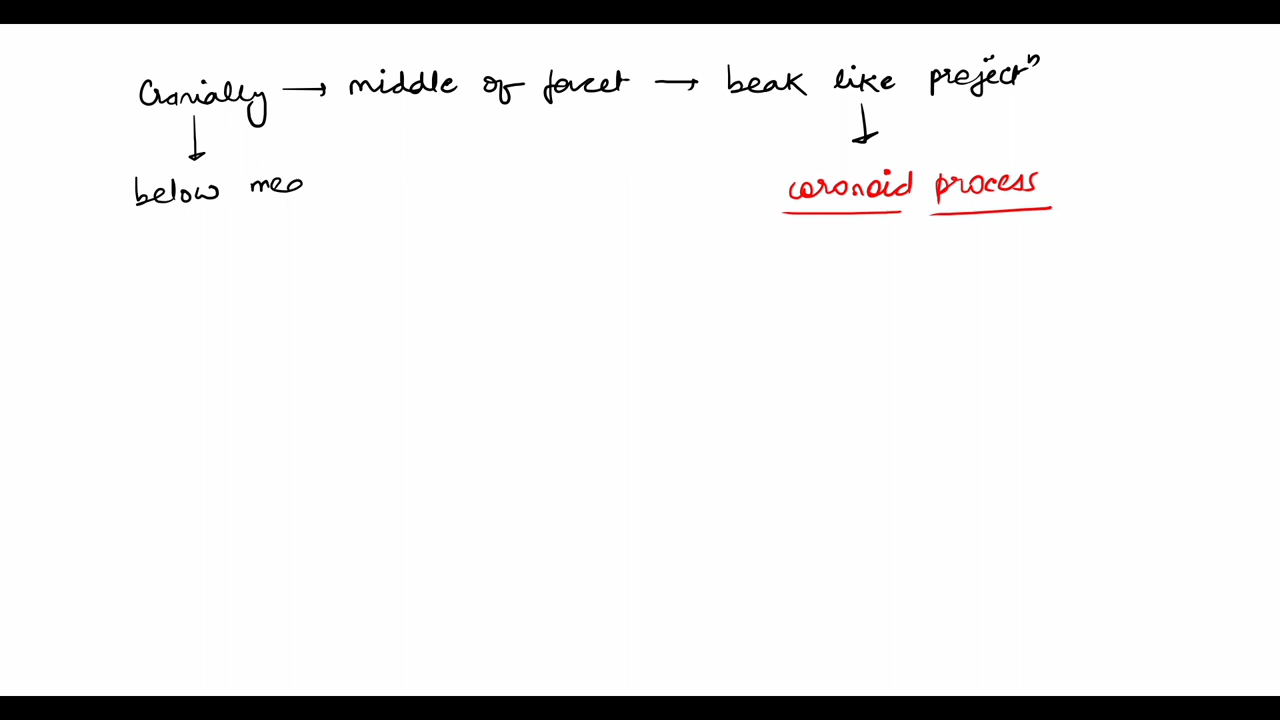 Cranially → middle of facet → beak like projectⁿ
↓ ↓
below meo coronoid process